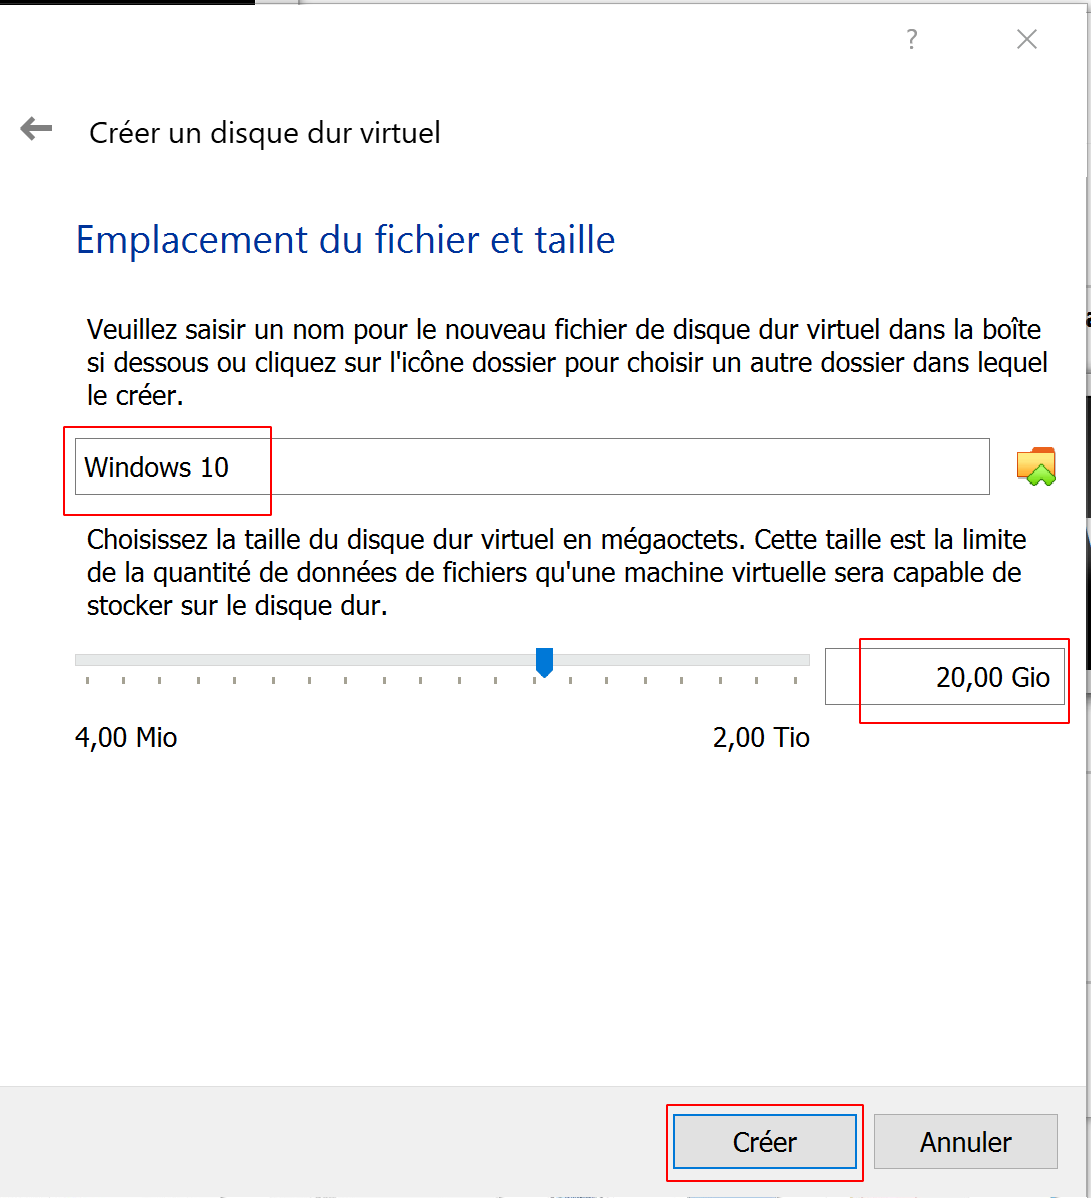 ?
Créer un disque dur virtuel
Emplacement du fichier et taille
Veuillez saisir un nom pour le nouveau fichier de disque dur virtuel dans la boîte
si dessous ou cliquez sur l'icône dossier pour choisir un autre dossier dans lequel
le créer.
Windows 10
Choisissez la taille du disque dur virtuel en mégaoctets. Cette taille est la limite
de la quantité de données de fichiers qu'une machine virtuelle sera capable de
stocker sur le disque dur.
20,00 Gio
4,00 Mio
2,00 Tio
Créer
Annuler